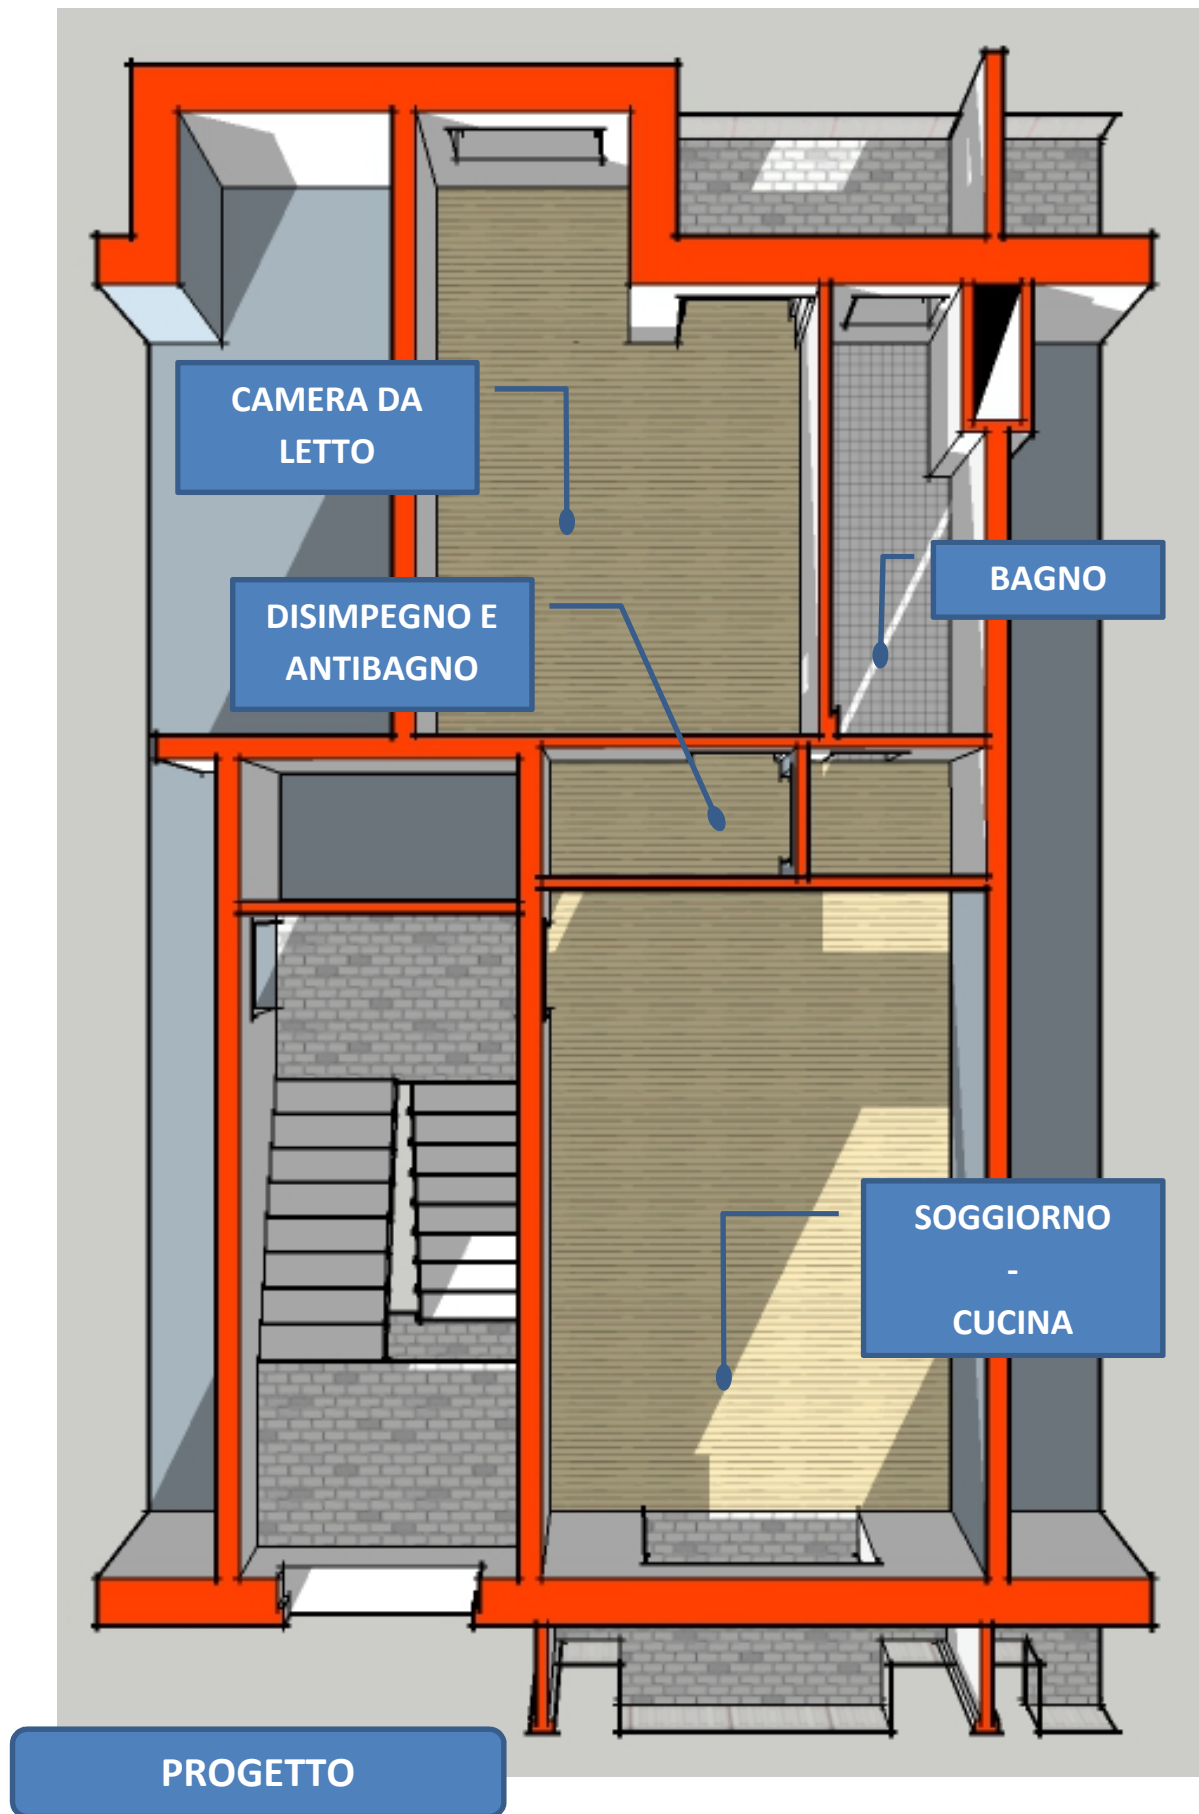 CAMERA DA
LETTO
DISIMPEGNO E
ANTIBAGNO
BAGNO
SOGGIORNO
-
CUCINA
PROGETTO